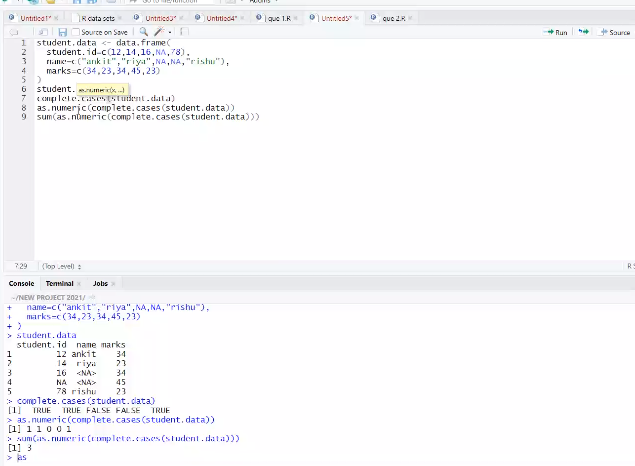 Go to file/function
Addins
Untitled1*
R data sets
Untitled3*
Untitled4*
que 1.R
Untitled5*
que 2.R
Source on Save
Run
Source
1 student.data <- data.frame(
2 student.id=c(12,14,16,NA,78),
3 name=c("ankit","riya",NA,NA,"rishu"),
4 marks=c(34,23,34,45,23)
5 )
6 student.
as.numeric(x, ...)
7 complete.cases(student.data)
8 as.numeric(complete.cases(student.data))
9 sum(as.numeric(complete.cases(student.data)))
7:29 (Top Level)
R S
Console Terminal Jobs
~/NEW PROJECT 2021/
+ name=c("ankit","riya",NA,NA,"rishu"),
+ marks=c(34,23,34,45,23)
+ )
> student.data
student.id name marks
1 12 ankit 34
2 14 riya 23
3 16 <NA> 34
4 NA <NA> 45
5 78 rishu 23
> complete.cases(student.data)
[1] TRUE TRUE FALSE FALSE TRUE
> as.numeric(complete.cases(student.data))
[1] 1 1 0 0 1
> sum(as.numeric(complete.cases(student.data)))
[1] 3
> as